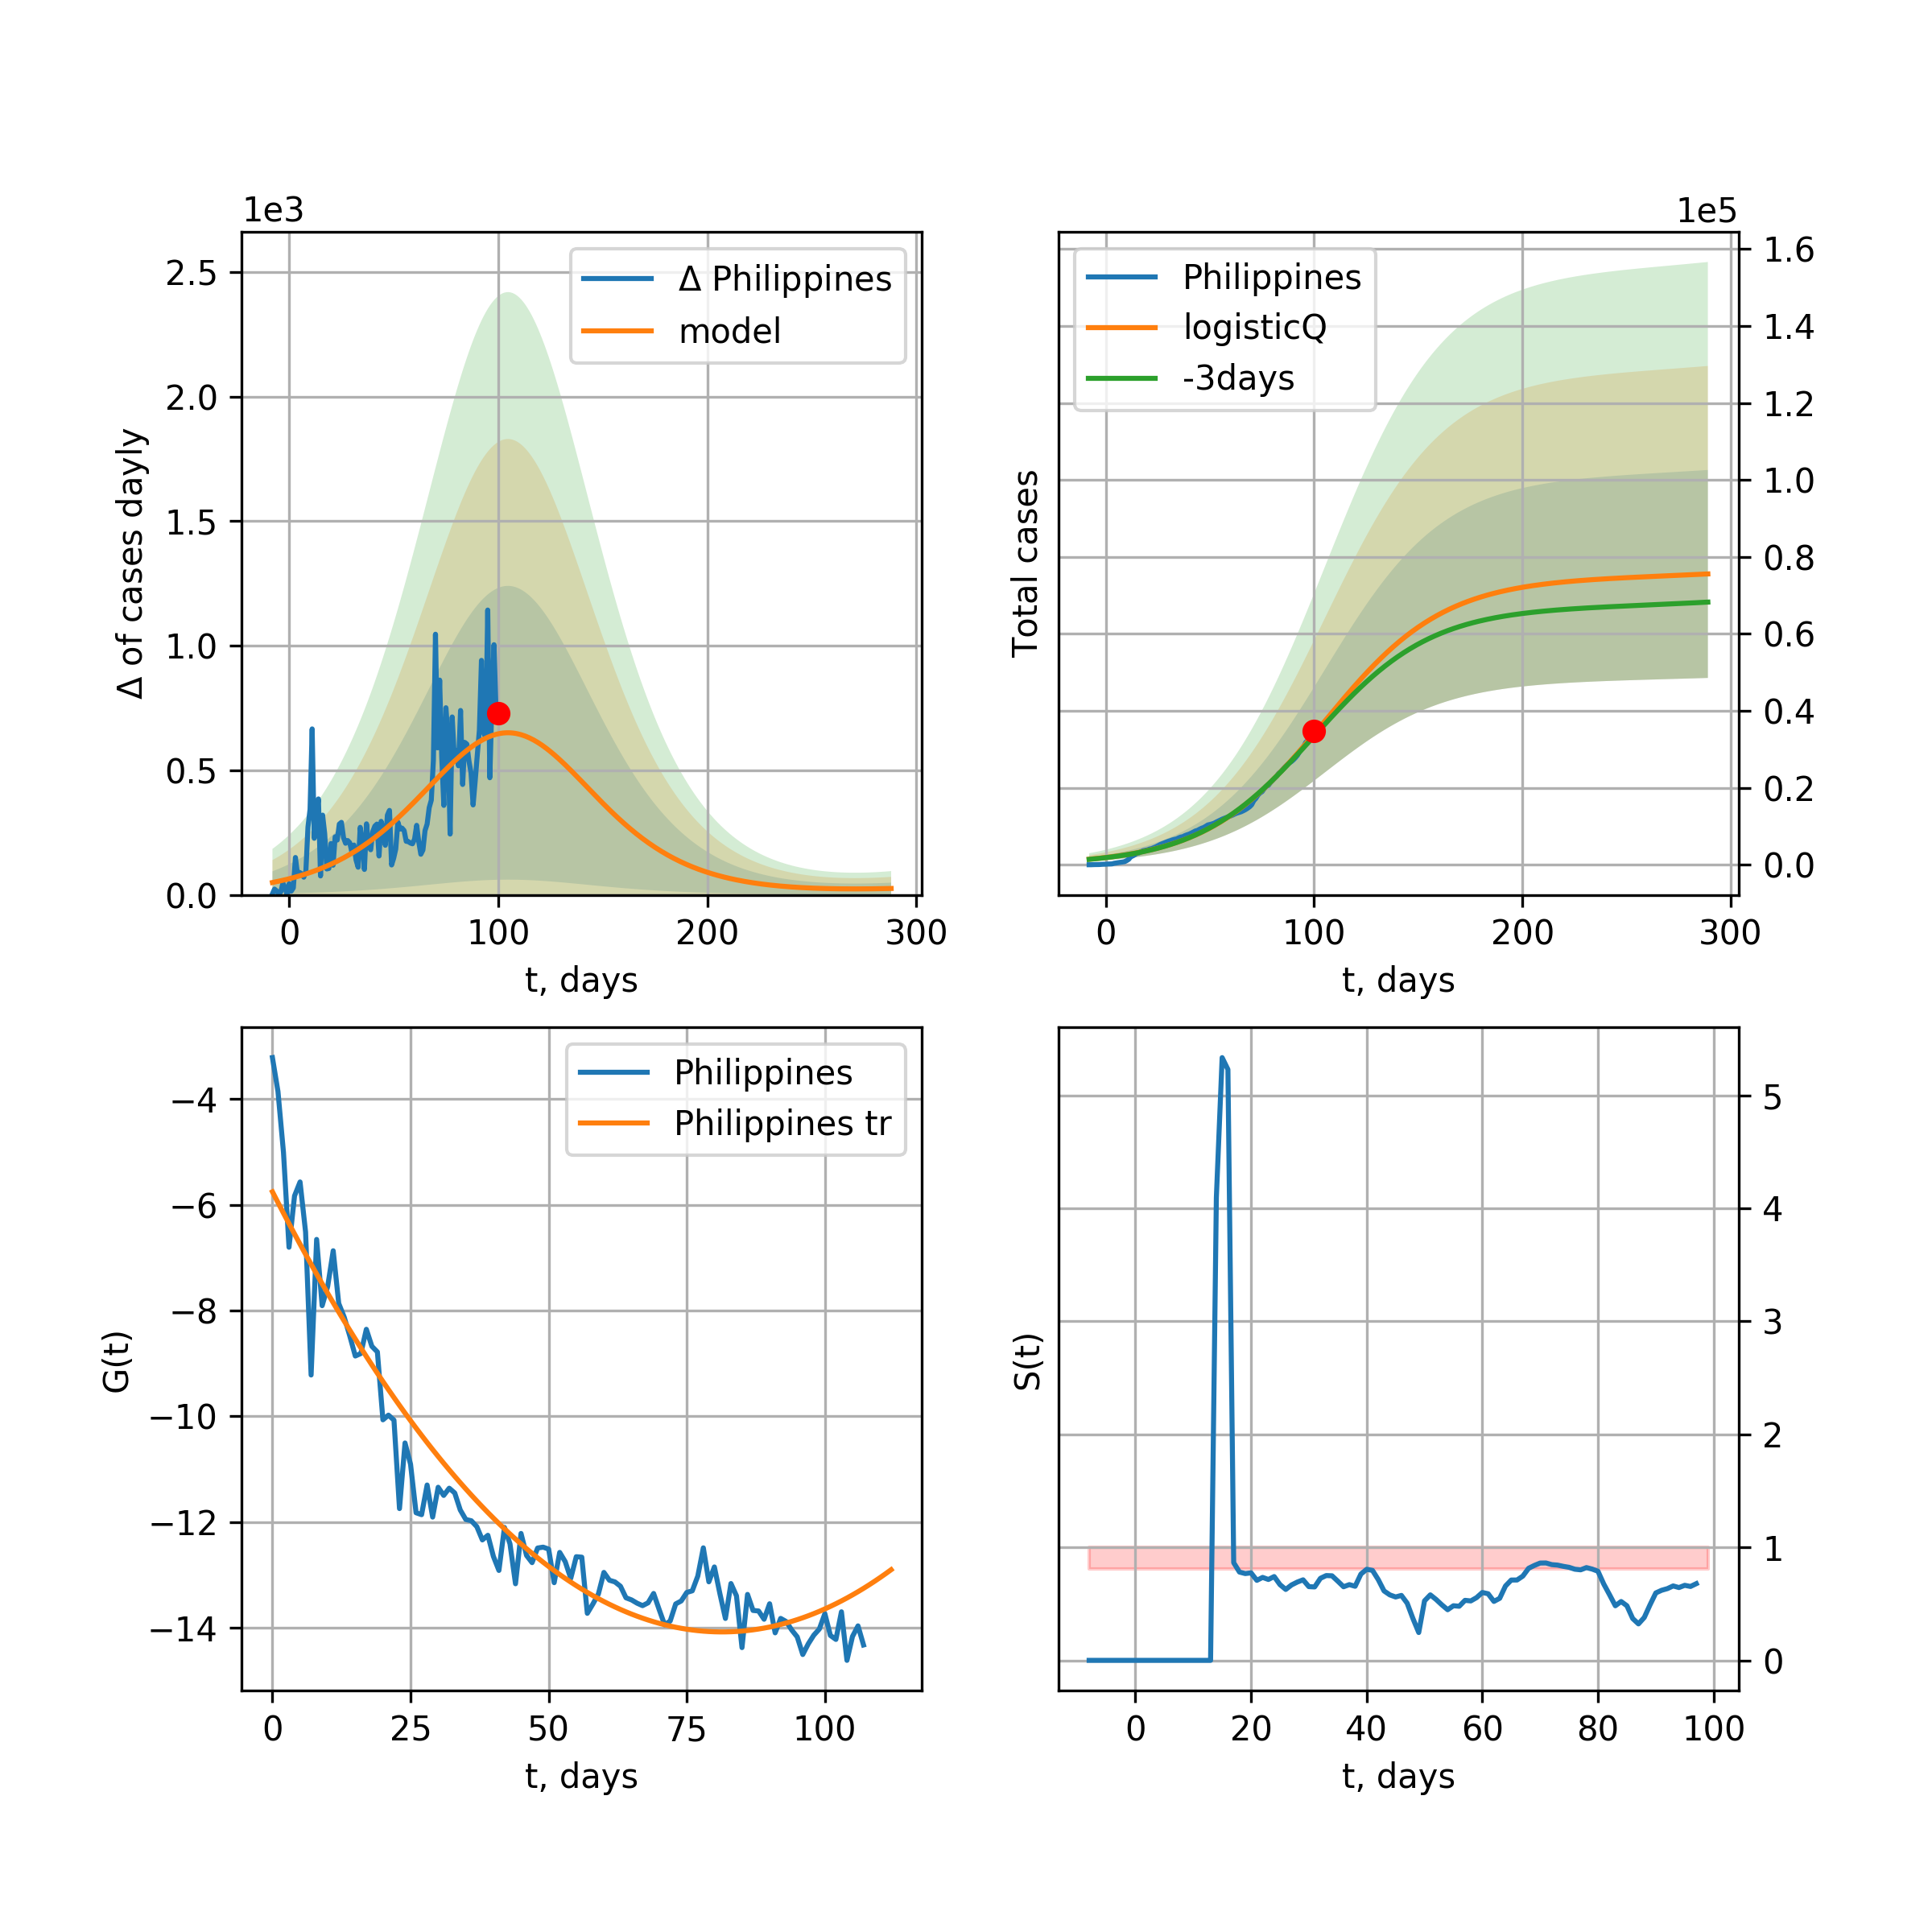 1e3
2.5
2.0
1.5
1.0
0.5
0.0
Δ of cases dayly
Δ Philippines
model
0 100 200 300
t, days
1e5
Total cases
Philippines
logisticQ
-3days
1.6
1.4
1.2
1.0
0.8
0.6
0.4
0.2
0.0
0 100 200 300
t, days
G(t)
−4
−6
−8
−10
−12
−14
Philippines
Philippines tr
0 25 50 75 100
t, days
S(t)
5
4
3
2
1
0
0 20 40 60 80 100
t, days